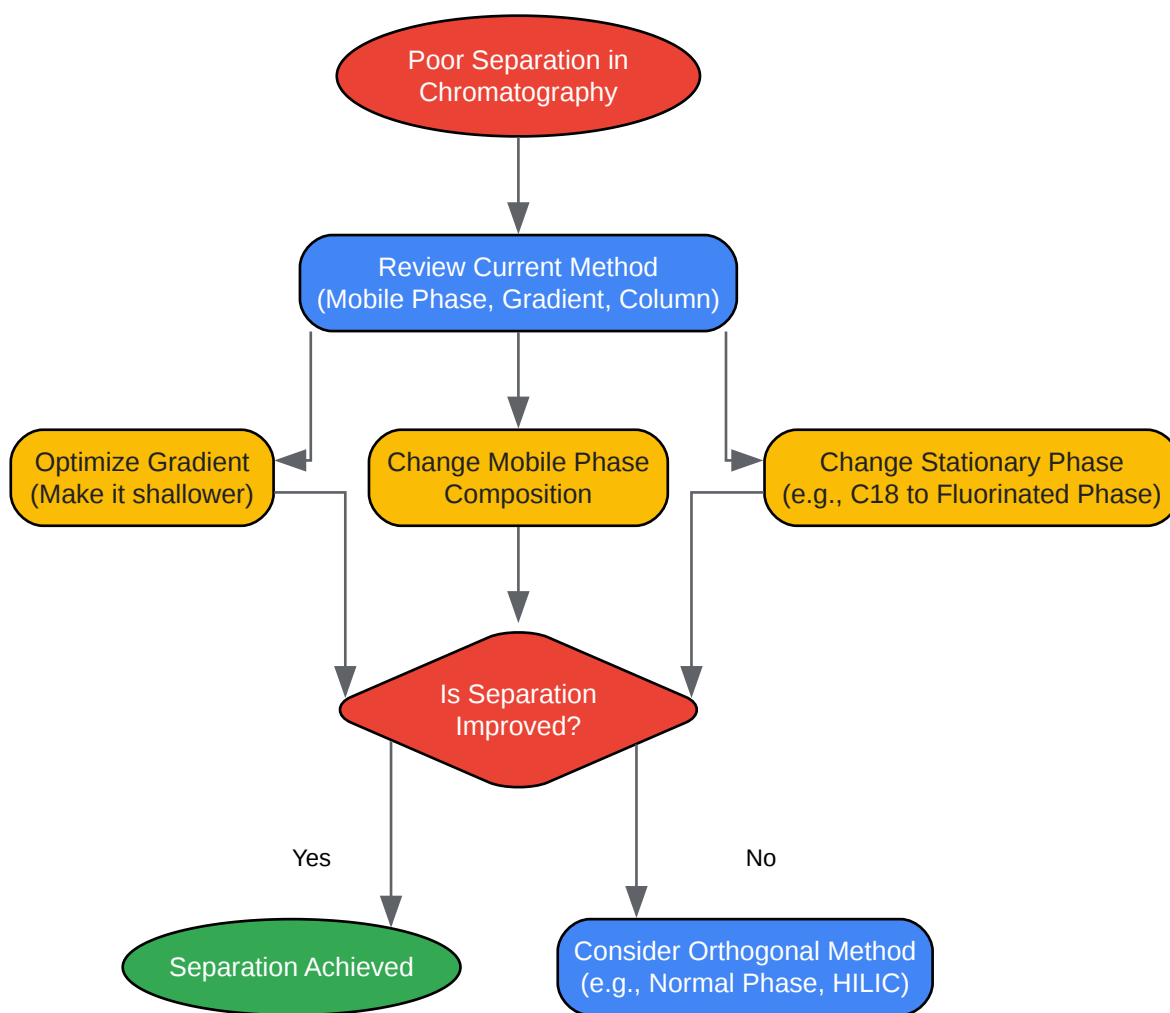 Poor Separation in
Chromatography
Review Current Method
(Mobile Phase, Gradient, Column)
Optimize Gradient
(Make it shallower)
Change Mobile Phase
Composition
Change Stationary Phase
(e.g., C18 to Fluorinated Phase)
Is Separation
Improved?
Yes
No
Separation Achieved
Consider Orthogonal Method
(e.g., Normal Phase, HILIC)